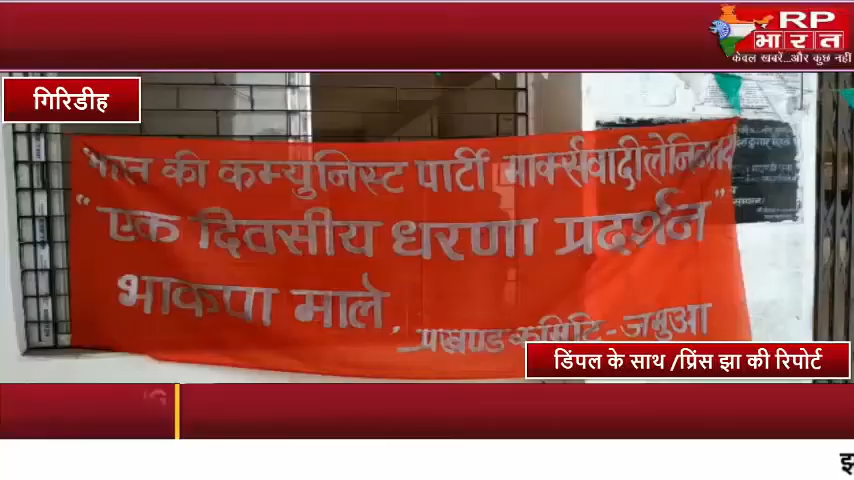 RP
भारत
केवल खबरें...और कुछ नहीं
गिरिडीह
भारत की कम्युनिस्ट पार्टी मार्क्सवादी
"एक दिवसीय धरणा प्रदर्शन"
भाकपा माले,
प्रखण्ड कमिटि-जमुआ
डिंपल के साथ /प्रिंस झा की रिपोर्ट